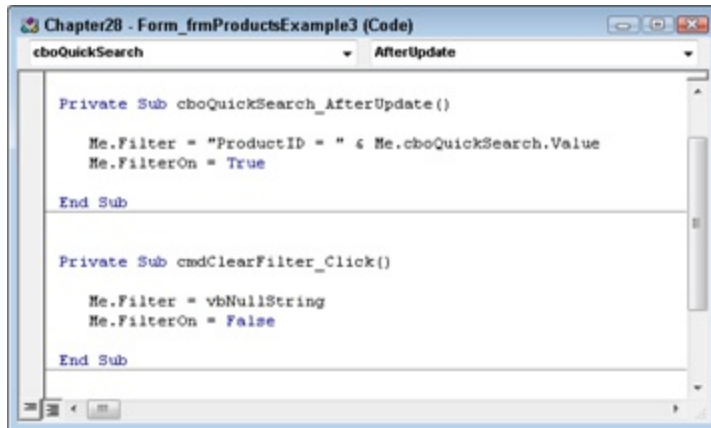 Chapter28 - Form_frmProductsExample3 (Code)
cboQuickSearch AfterUpdate
Private Sub cboQuickSearch_AfterUpdate()
Me.Filter = "ProductID = " & Me.cboQuickSearch.Value
Me.FilterOn = True
End Sub
Private Sub cmdClearFilter_Click()
Me.Filter = vbNullString
Me.FilterOn = False
End Sub